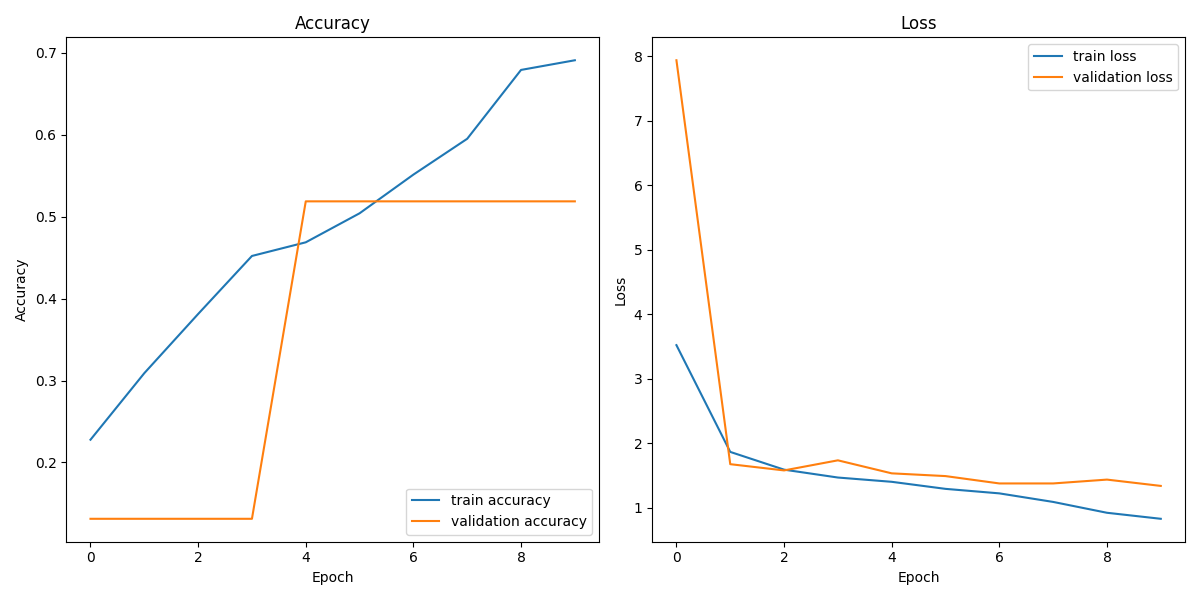 Accuracy
0.7
0.6
0.5
0.4
0.3
0.2
Accuracy
train accuracy
validation accuracy
0 2 4 6 8
Epoch
Loss
8
7
6
5
4
3
2
1
Loss
train loss
validation loss
0 2 4 6 8
Epoch